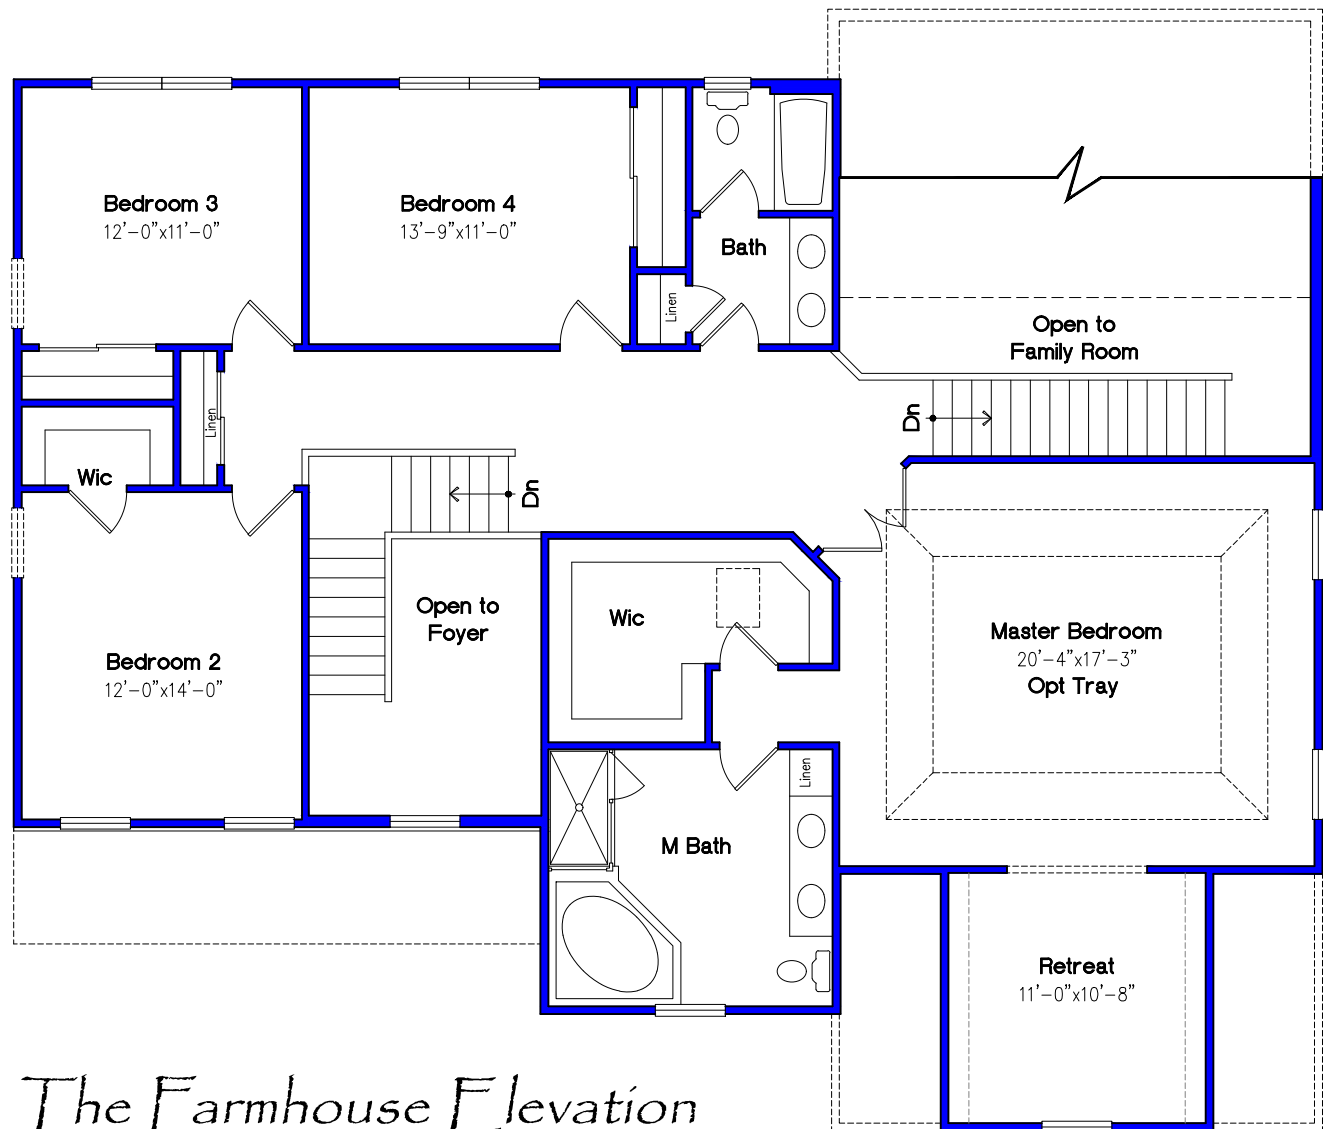 Bedroom 3
12'-0"x11'-0"
Bedroom 4
13'-9"x11'-0"
Bath
Linen
Open to
Family Room
Dn
Linen
Wic
Dn
Open to
Foyer
Wic
Bedroom 2
12'-0"x14'-0"
Master Bedroom
20'-4"x17'-3"
Opt Tray
Linen
M Bath
Retreat
11'-0"x10'-8"
The Farmhouse Elevation